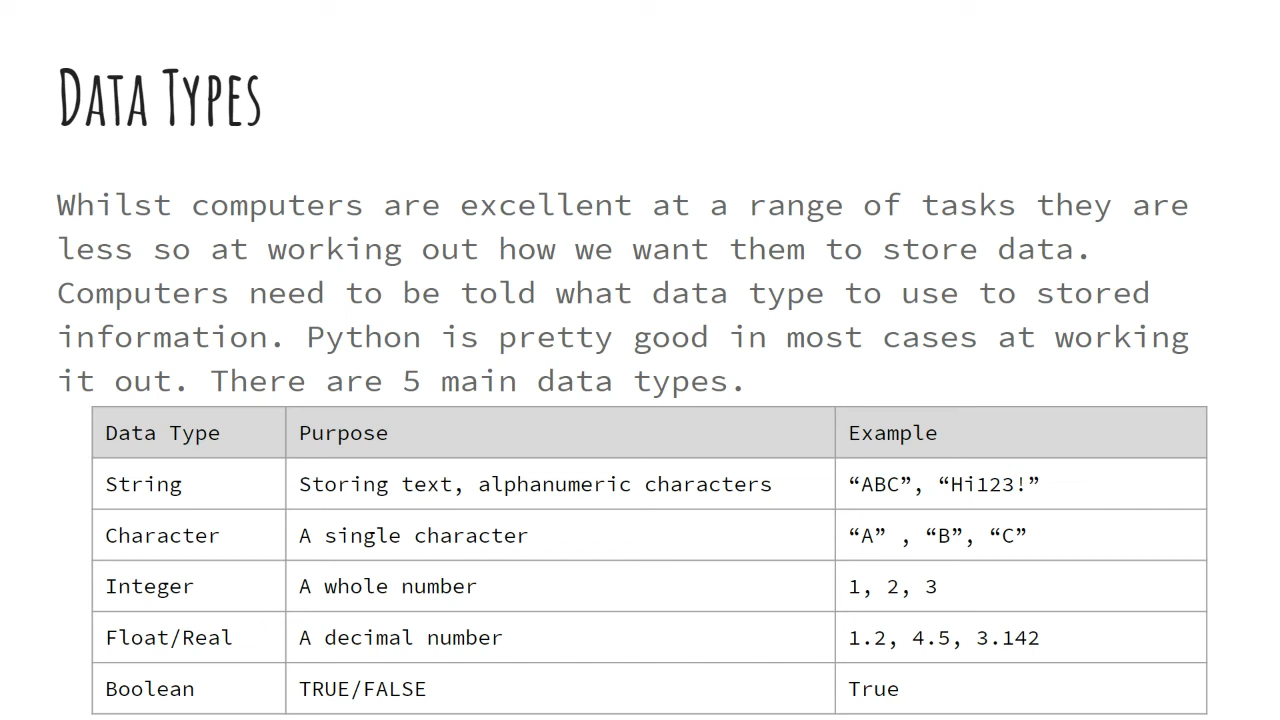 Data Types
Whilst computers are excellent at a range of tasks they are
less so at working out how we want them to store data.
Computers need to be told what data type to use to stored
information. Python is pretty good in most cases at working
it out. There are 5 main data types.
Data Type Purpose Example
String Storing text, alphanumeric characters “ABC”, “Hi123!”
Character A single character “A” , “B”, “C”
Integer A whole number 1, 2, 3
Float/Real A decimal number 1.2, 4.5, 3.142
Boolean TRUE/FALSE True